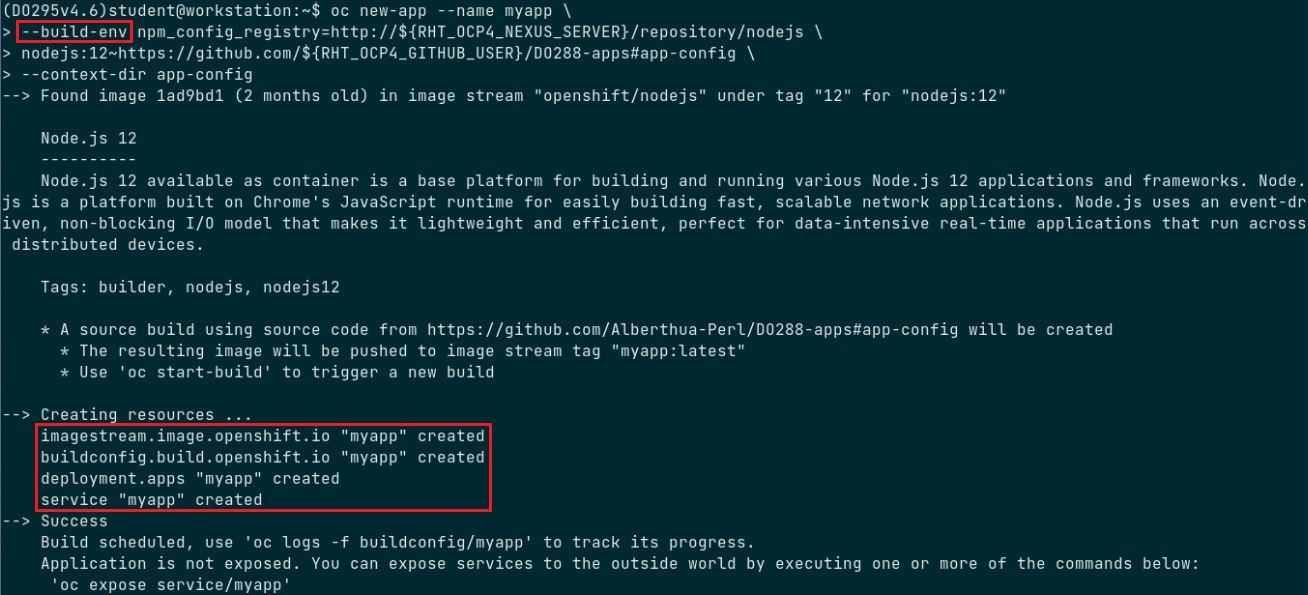 (DO295v4.6)student@workstation:~$ oc new-app --name myapp \
> --build-env npm_config_registry=http://${RHT_OCP4_NEXUS_SERVER}/repository/nodejs \
> nodejs:12~https://github.com/${RHT_OCP4_GITHUB_USER}/DO288-apps#app-config \
> --context-dir app-config
--> Found image 1ad9bd1 (2 months old) in image stream "openshift/nodejs" under tag "12" for "nodejs:12"
Node.js 12
----------
Node.js 12 available as container is a base platform for building and running various Node.js 12 applications and frameworks. Node.
js is a platform built on Chrome's JavaScript runtime for easily building fast, scalable network applications. Node.js uses an event-dr
iven, non-blocking I/O model that makes it lightweight and efficient, perfect for data-intensive real-time applications that run across
distributed devices.
Tags: builder, nodejs, nodejs12
* A source build using source code from https://github.com/Alberthua-Perl/DO288-apps#app-config will be created
* The resulting image will be pushed to image stream tag "myapp:latest"
* Use 'oc start-build' to trigger a new build
--> Creating resources ...
imagestream.image.openshift.io "myapp" created
buildconfig.build.openshift.io "myapp" created
deployment.apps "myapp" created
service "myapp" created
--> Success
Build scheduled, use 'oc logs -f buildconfig/myapp' to track its progress.
Application is not exposed. You can expose services to the outside world by executing one or more of the commands below:
'oc expose service/myapp'